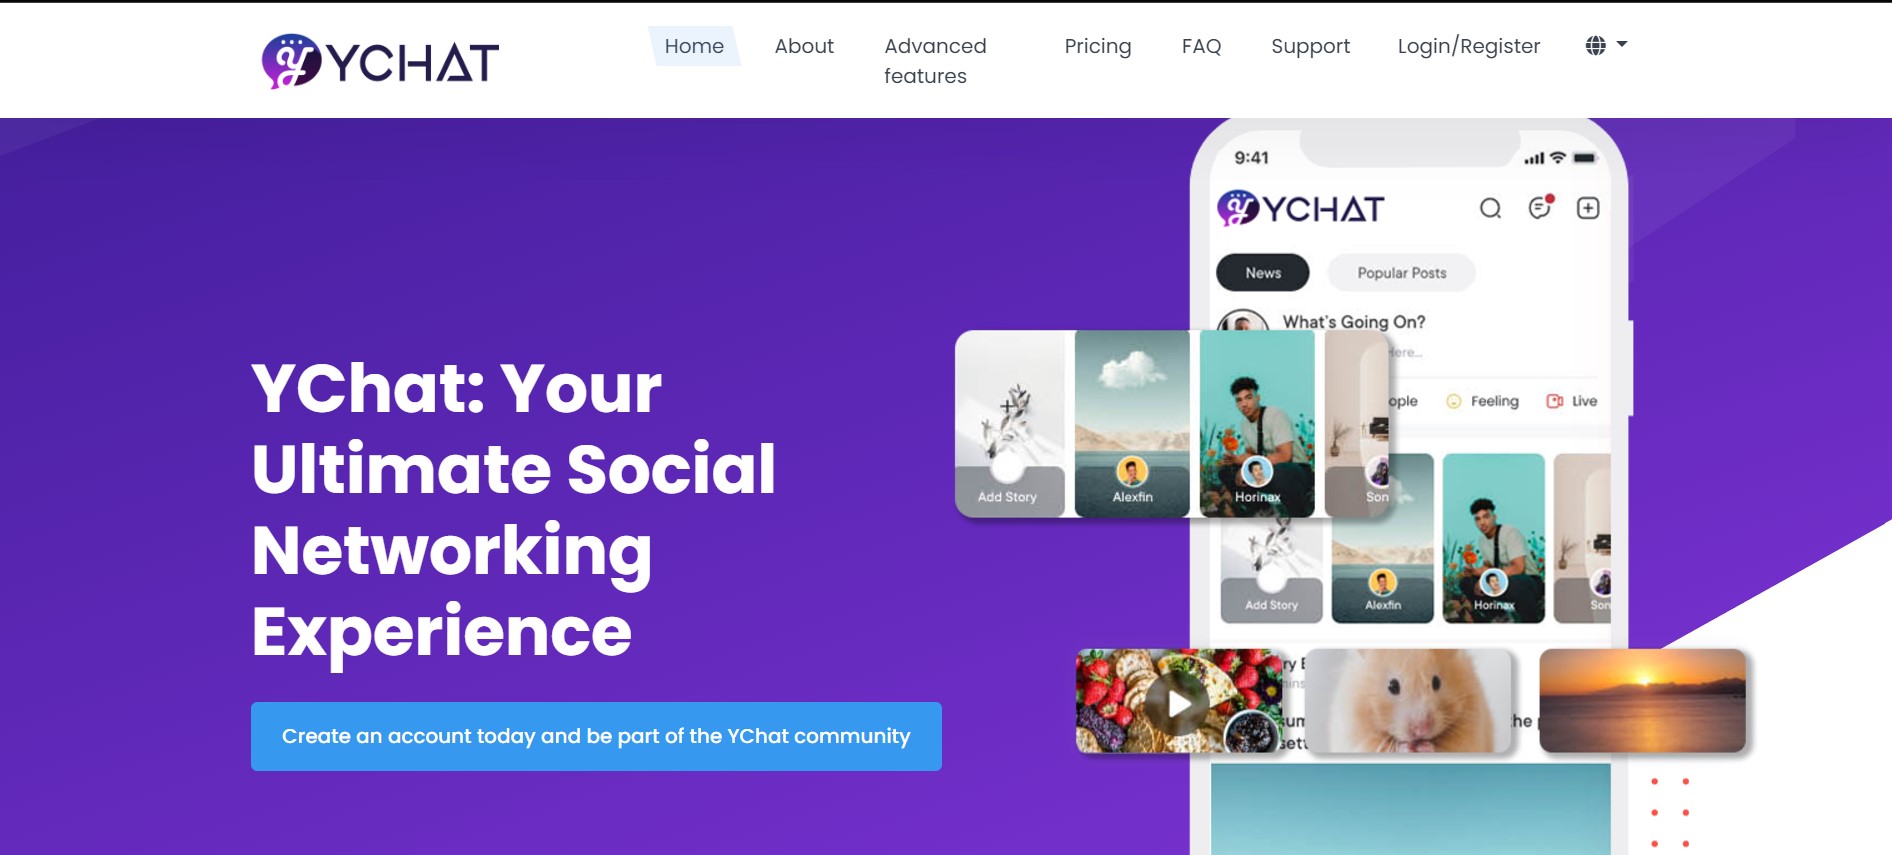 YCHAT
Home
About
Advanced
features
Pricing
FAQ
Support
Login/Register
9:41
YCHAT
News
Popular Posts
What's Going On?
Here...
Feeling
Live
Add Story
Alexfin
Horinax
Son
Add Story
Alexfin
Horinax
Son
YChat: Your
Ultimate Social
Networking
Experience
Create an account today and be part of the YChat community